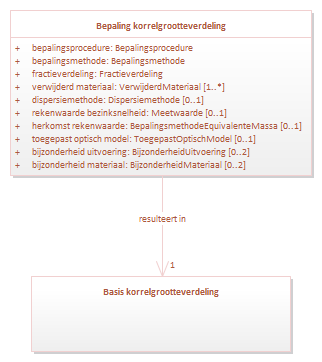 Bepaling korrelgrootteverdeling
+ bepalingsprocedure: Bepalingsprocedure
+ bepalingsmethode: Bepalingsmethode
+ fractieverdeling: Fractieverdeling
+ verwijderd materiaal: VerwijderdMateriaal [1..*]
+ dispersiemethode: Dispersiemethode [0..1]
+ rekenwaarde bezinksnelheid: Meetwaarde [0..1]
+ herkomst rekenwaarde: BepalingsmethodeEquivalenteMassa [0..1]
+ toegepast optisch model: ToegepastOptischModel [0..1]
+ bijzonderheid uitvoering: BijzonderheidUitvoering [0..2]
+ bijzonderheid materiaal: BijzonderheidMateriaal [0..2]
resulteert in
1
Basis korrelgrootteverdeling